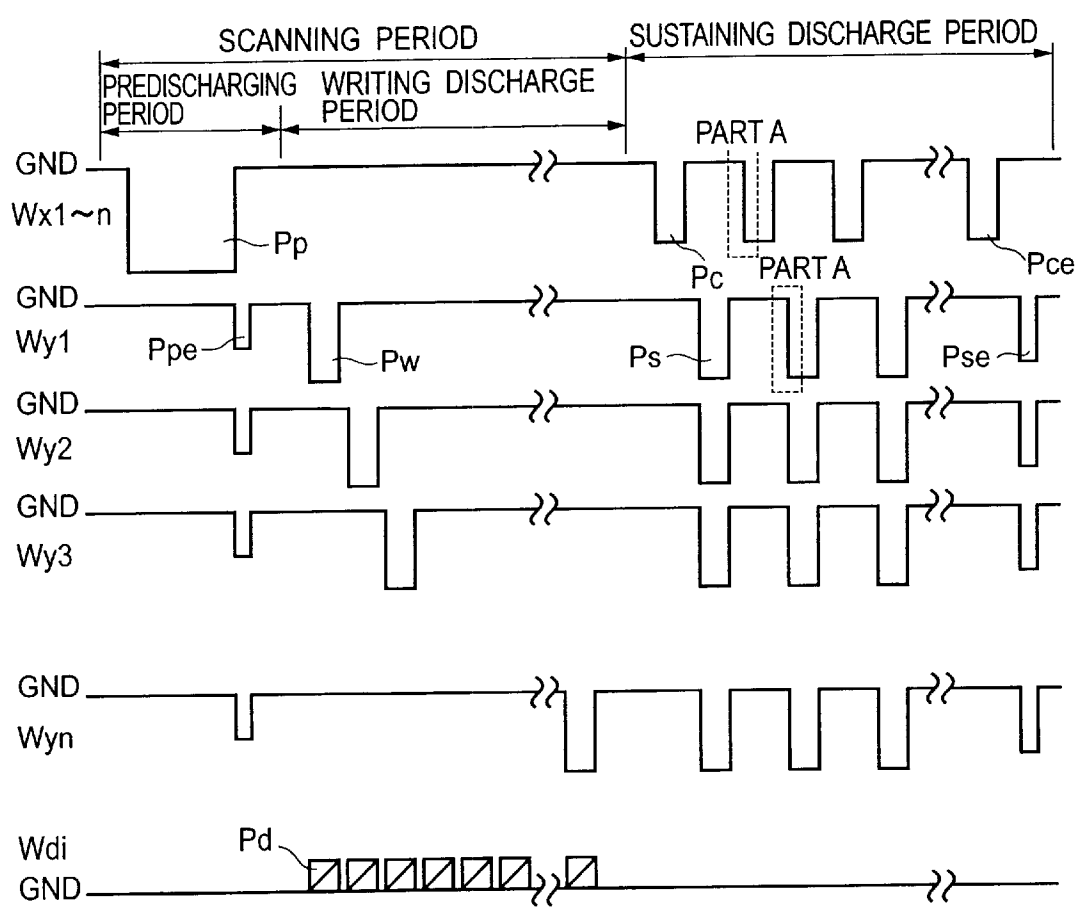 SCANNING PERIOD
SUSTAINING DISCHARGE PERIOD
PREDISCHARGING
PERIOD
WRITING DISCHARGE
PERIOD
PART A
GND
Wx1~n
Pp
Pc
Pce
PART A
GND
Wy1
Ppe
Pw
Ps
Pse
GND
Wy2
GND
Wy3
GND
Wyn
Wdi
Pd
GND